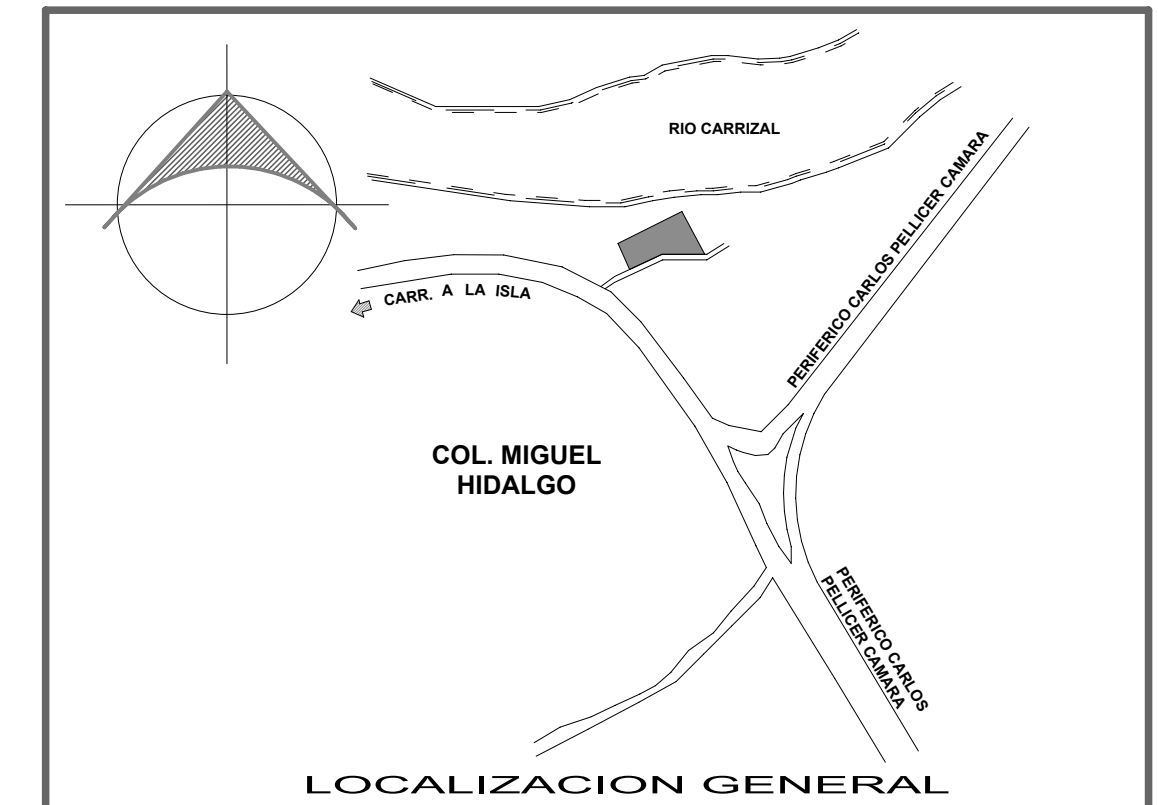 RIO CARRIZAL
PERIFERICO CARLOS PELLICER CAMARA
CARR. A LA ISLA
COL. MIGUEL
HIDALGO
PERIFERICO CARLOS
PELLICER CAMARA
LOCALIZACION GENERAL